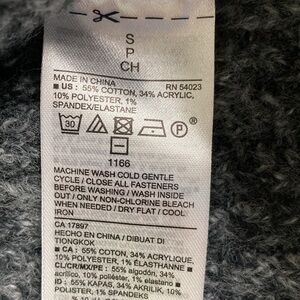 S
P
CH
MADE IN CHINA RN 54023
■ US : 55% COTTON, 34% ACRYLIC,
10% POLYESTER, 1%
SPANDEX/ELASTANE
30 P
1166
MACHINE WASH COLD GENTLE
CYCLE / CLOSE ALL FASTENERS
BEFORE WASHING / WASH INSIDE
OUT / ONLY NON-CHLORINE BLEACH
WHEN NEEDED / DRY FLAT / COOL
IRON
CA 17897
HECHO EN CHINA / DIBUAT DI
TIONGKOK
■ CA : 55% COTTON, 34% ACRYLIQUE,
10% POLYESTER, 1% ÉLASTHANNE ■
CL/CR/MX/PE : 55% algodón, 34%
acrílico, 10% poliéster, 1% elastano ■
ID : 55% KAPAS, 34% AKRILIK, 10%
POLISTER, 1% SPANDEKS